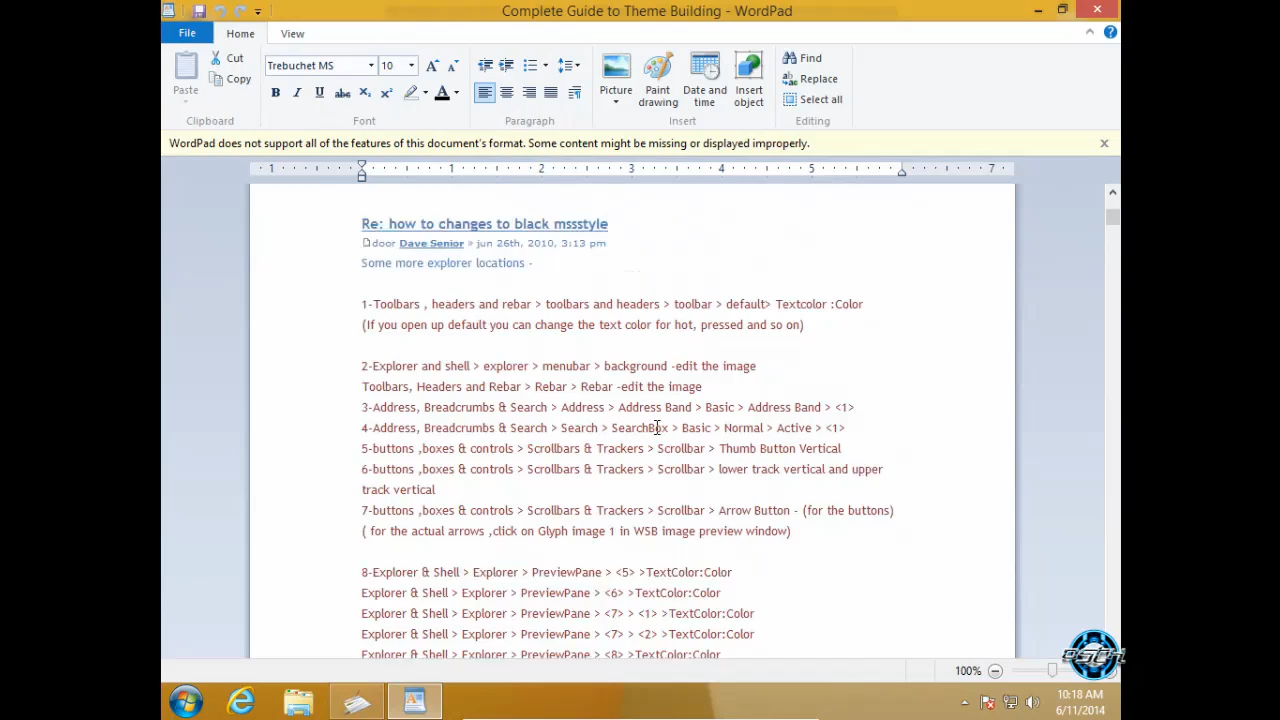 Complete Guide to Theme Building - WordPad
File Home View
Paste
Cut
Copy
Clipboard
Trebuchet MS 10
B I U abc X₂ X² A
Font
Paragraph
Picture
Paint drawing
Date and time
Insert object
Insert
Find
Replace
Select all
Editing
WordPad does not support all of the features of this document's format. Some content might be missing or displayed improperly.
1 1 2 3 4 5 7
Re: how to changes to black mssstyle
door Dave Senior » jun 26th, 2010, 3:13 pm
Some more explorer locations -
1-Toolbars , headers and rebar > toolbars and headers > toolbar > default> Textcolor :Color
(If you open up default you can change the text color for hot, pressed and so on)
2-Explorer and shell > explorer > menubar > background -edit the image
Toolbars, Headers and Rebar > Rebar > Rebar -edit the image
3-Address, Breadcrumbs & Search > Address > Address Band > Basic > Address Band > <1>
4-Address, Breadcrumbs & Search > Search > SearchBox > Basic > Normal > Active > <1>
5-buttons ,boxes & controls > Scrollbars & Trackers > Scrollbar > Thumb Button Vertical
6-buttons ,boxes & controls > Scrollbars & Trackers > Scrollbar > lower track vertical and upper
track vertical
7-buttons ,boxes & controls > Scrollbars & Trackers > Scrollbar > Arrow Button - (for the buttons)
( for the actual arrows ,click on Glyph image 1 in WSB image preview window)
8-Explorer & Shell > Explorer > PreviewPane > <5> >TextColor:Color
Explorer & Shell > Explorer > PreviewPane > <6> >TextColor:Color
Explorer & Shell > Explorer > PreviewPane > <7> > <1> >TextColor:Color
Explorer & Shell > Explorer > PreviewPane > <7> > <2> >TextColor:Color
Explorer & Shell > Explorer > PreviewPane > <8> >TextColor:Color
100%
10:18 AM
6/11/2014